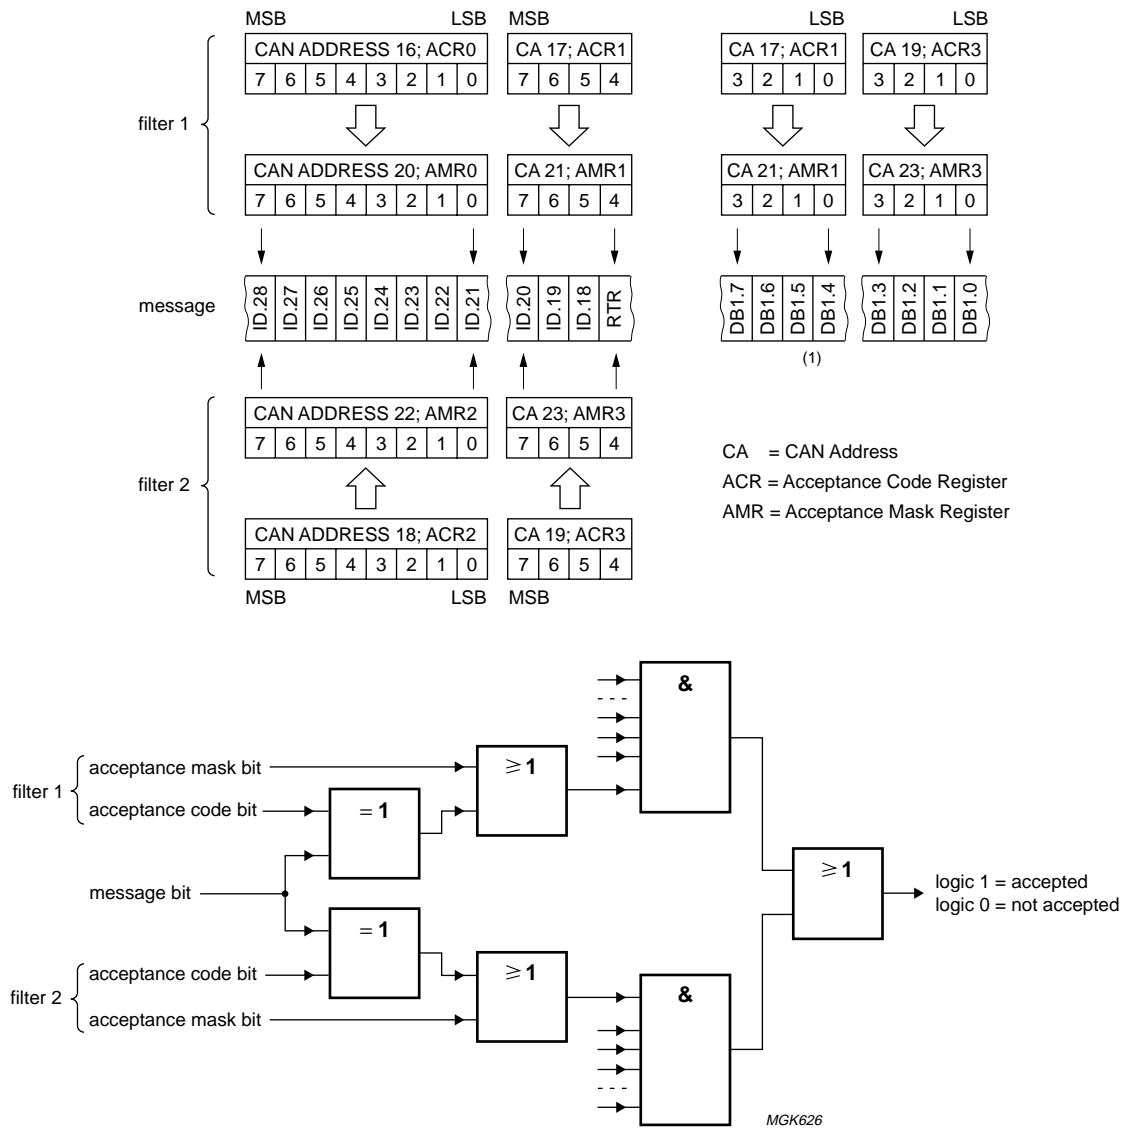 MSB LSB MSB LSB LSB
CAN ADDRESS 16; ACR0 CA 17; ACR1 CA 17; ACR1 CA 19; ACR3
7 6 5 4 3 2 1 0 7 6 5 4 3 2 1 0 3 2 1 0
filter 1
CAN ADDRESS 20; AMR0 CA 21; AMR1 CA 21; AMR1 CA 23; AMR3
7 6 5 4 3 2 1 0 7 6 5 4 3 2 1 0 3 2 1 0
message ID.28 ID.27 ID.26 ID.25 ID.24 ID.23 ID.22 ID.21 ID.20 ID.19 ID.18 RTR DB1.7 DB1.6 DB1.5 DB1.4 DB1.3 DB1.2 DB1.1 DB1.0
(1)
CAN ADDRESS 22; AMR2 CA 23; AMR3
7 6 5 4 3 2 1 0 7 6 5 4
CA = CAN Address
filter 2
ACR = Acceptance Code Register
AMR = Acceptance Mask Register
CAN ADDRESS 18; ACR2 CA 19; ACR3
7 6 5 4 3 2 1 0 7 6 5 4
MSB LSB MSB
&
≥ 1
acceptance mask bit
filter 1
acceptance code bit
= 1
≥ 1
message bit
logic 1 = accepted
logic 0 = not accepted
= 1
acceptance code bit
≥ 1
filter 2
&
acceptance mask bit
MGK626